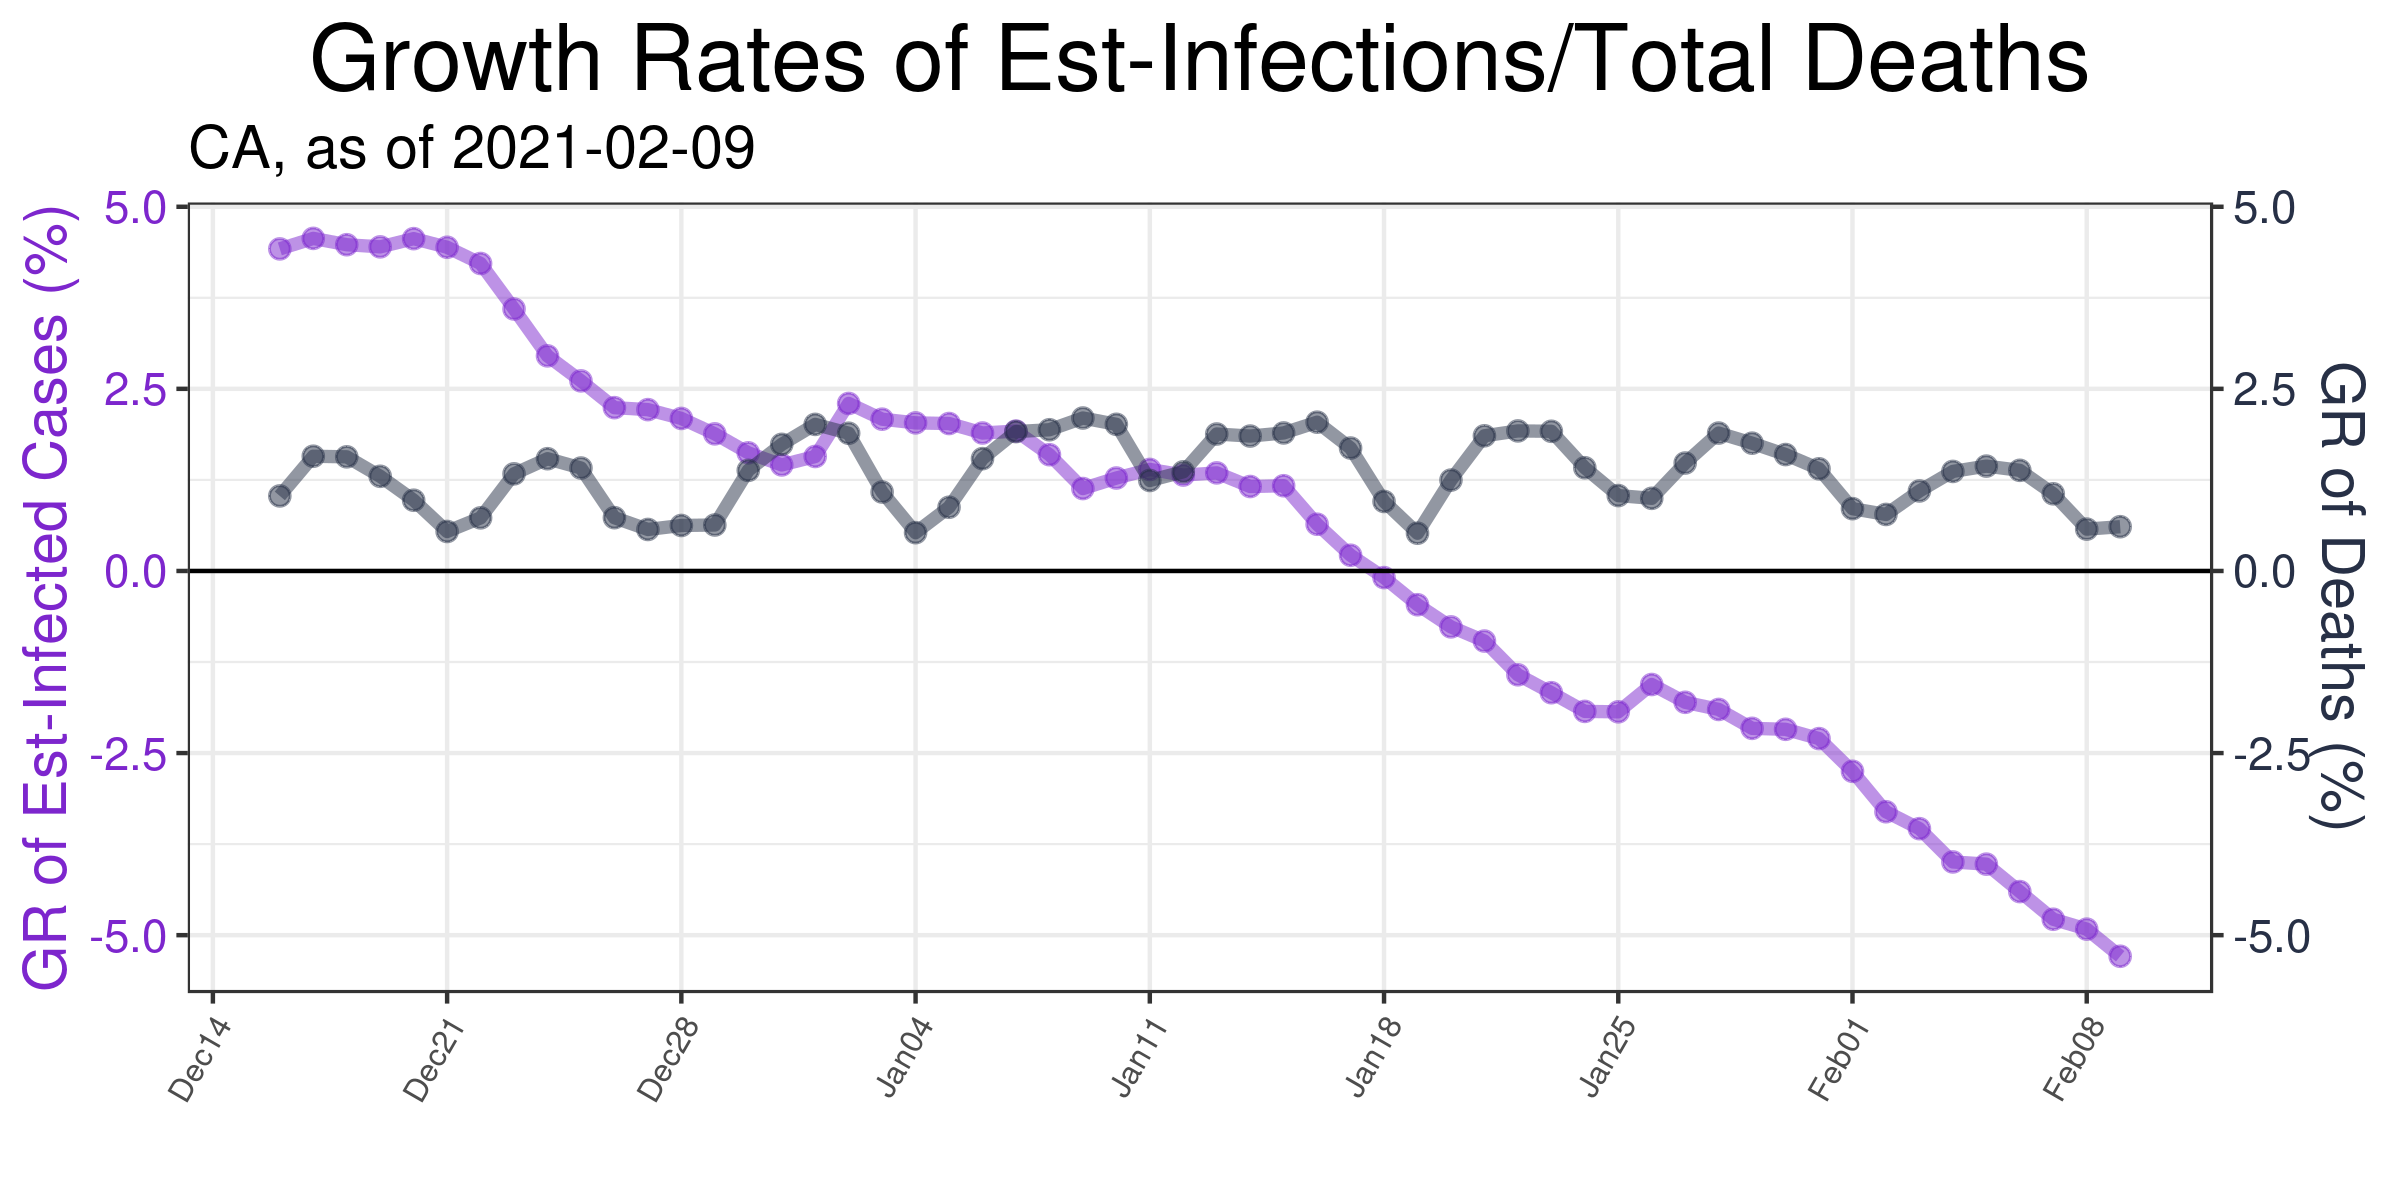 Growth Rates of Est-Infections/Total Deaths
CA, as of 2021-02-09
GR of Est-Infected Cases (%)
5.0
2.5
0.0
-2.5
-5.0
5.0
2.5
0.0
-2.5
-5.0
GR of Deaths (%)
Dec14
Dec21
Dec28
Jan04
Jan11
Jan18
Jan25
Feb01
Feb08